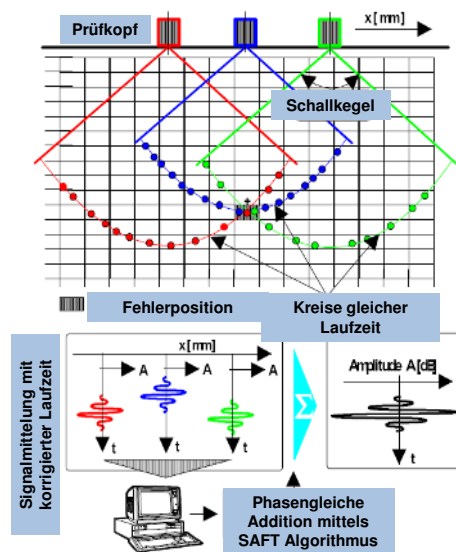 Prüfkopf
x[mm]
Schallkegel
Fehlerposition
Kreise gleicher
Laufzeit
Signalmittelung mit
korrigierter Laufzeit
x[mm]
A
A
A
t
t
t
Σ
Amplitude A[dB]
t
Phasengleiche
Addition mittels
SAFT Algorithmus